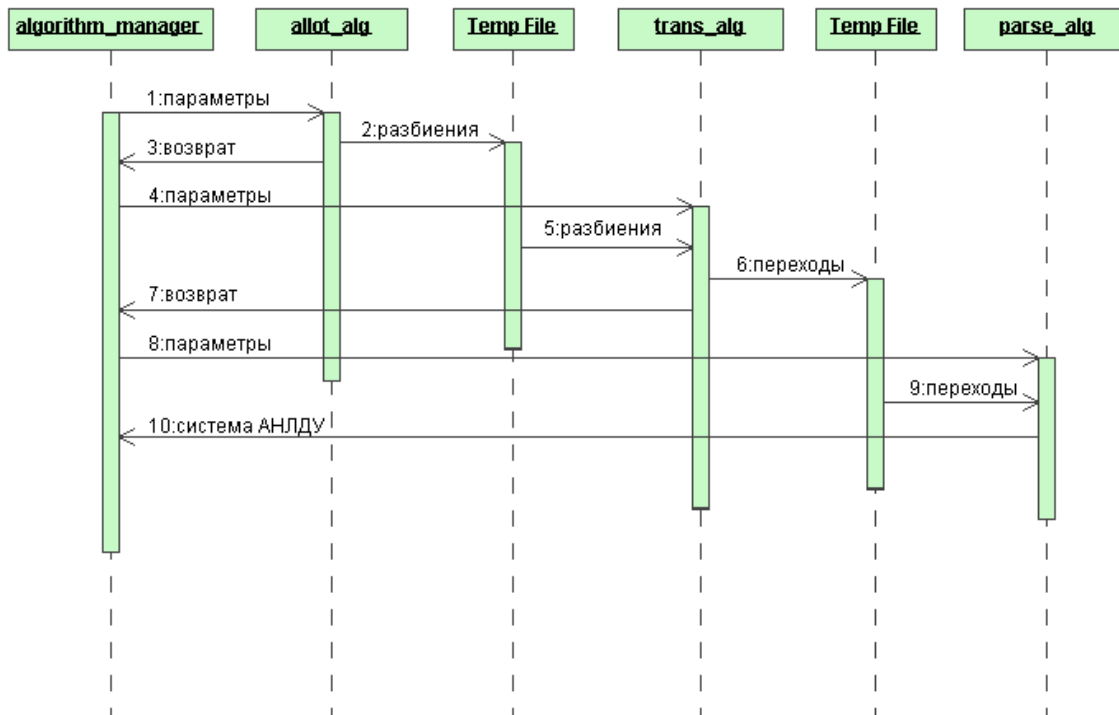 algorithm_manager
allot_alg
Temp File
trans_alg
Temp File
parse_alg
1:параметры
2:разбиения
3:возврат
4:параметры
5:разбиения
6:переходы
7:возврат
8:параметры
9:переходы
10:система АНЛДУ